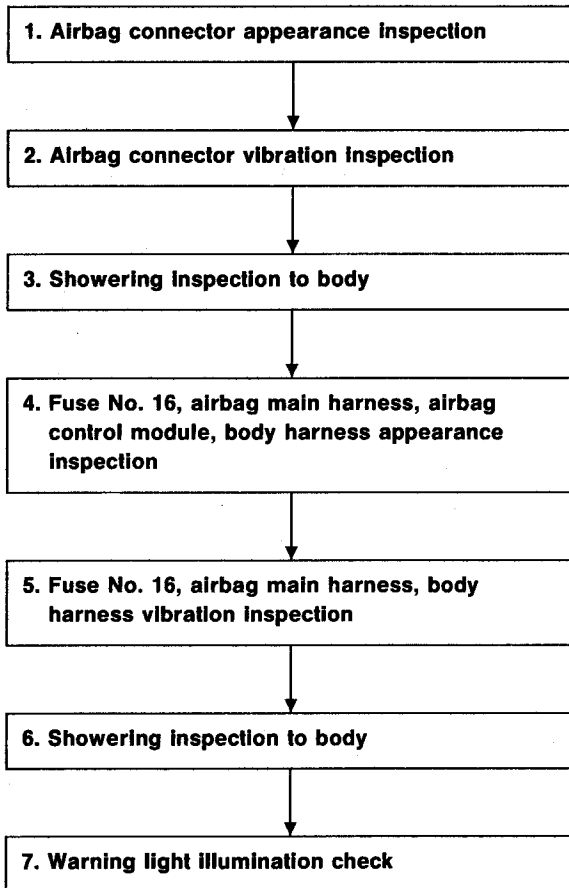 1. Airbag connector appearance inspection
2. Airbag connector vibration inspection
3. Showering inspection to body
4. Fuse No. 16, airbag main harness, airbag
control module, body harness appearance
inspection
5. Fuse No. 16, airbag main harness, body
harness vibration inspection
6. Showering inspection to body
7. Warning light illumination check